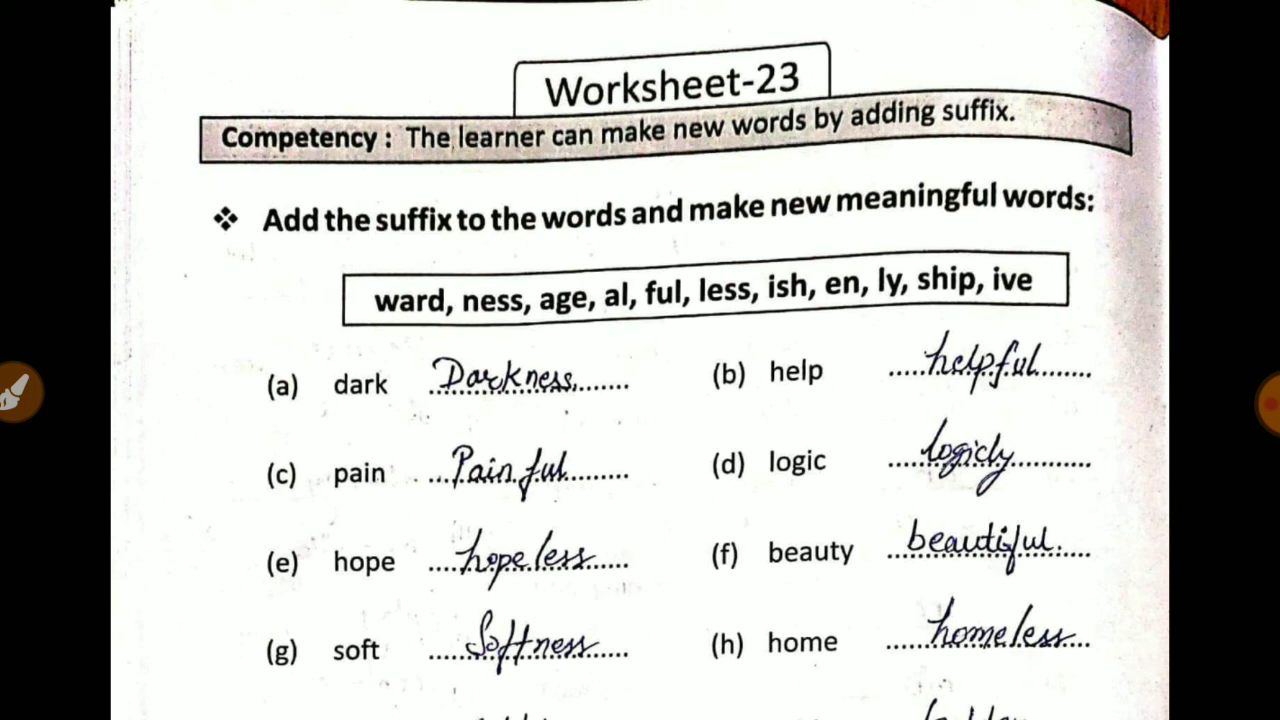 Worksheet-23
Competency : The learner can make new words by adding suffix.
❖ Add the suffix to the words and make new meaningful words:
ward, ness, age, al, ful, less, ish, en, ly, ship, ive
(a) dark Darkness (b) help helpful
(c) pain Painful (d) logic logicly
(e) hope hopeless (f) beauty beautiful
(g) soft Softness (h) home homeless